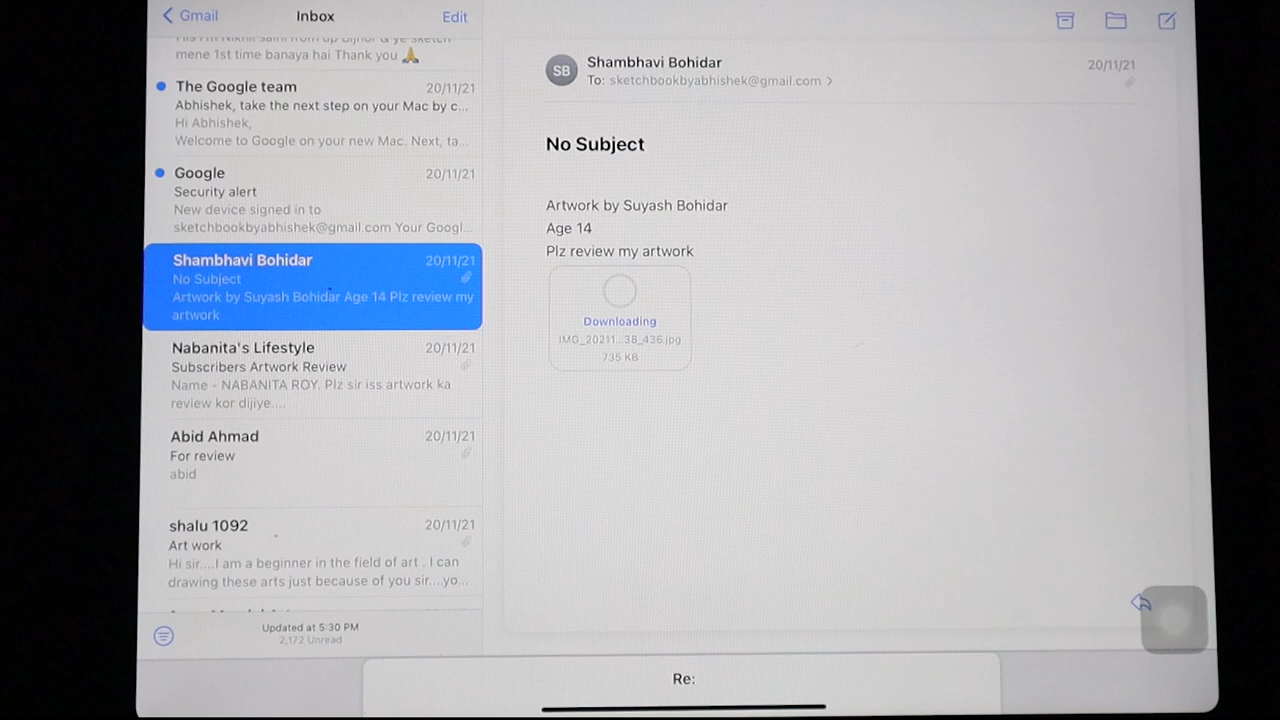 Gmail
Inbox
Edit
mene 1st time banaya hai Thank you 🙏
The Google team
20/11/21
Abhishek, take the next step on your Mac by c...
Hi Abhishek,
Welcome to Google on your new Mac. Next, ta...
Google
20/11/21
Security alert
New device signed in to
sketchbookbyabhishek@gmail.com Your Googl...
Shambhavi Bohidar
20/11/21
No Subject
Artwork by Suyash Bohidar Age 14 Plz review my
artwork
Nabanita's Lifestyle
20/11/21
Subscribers Artwork Review
Name - NABANITA ROY. Plz sir iss artwork ka
review kor dijiye....
Abid Ahmad
20/11/21
For review
abid
shalu 1092
20/11/21
Art work
Hi sir....I am a beginner in the field of art . I can
drawing these arts just because of you sir....yo...
Updated at 5:30 PM
2,172 Unread
SB
Shambhavi Bohidar
20/11/21
To: sketchbookbyabhishek@gmail.com
No Subject
Artwork by Suyash Bohidar
Age 14
Plz review my artwork
Downloading
IMG_20211...38_436.jpg
735 KB
Re: